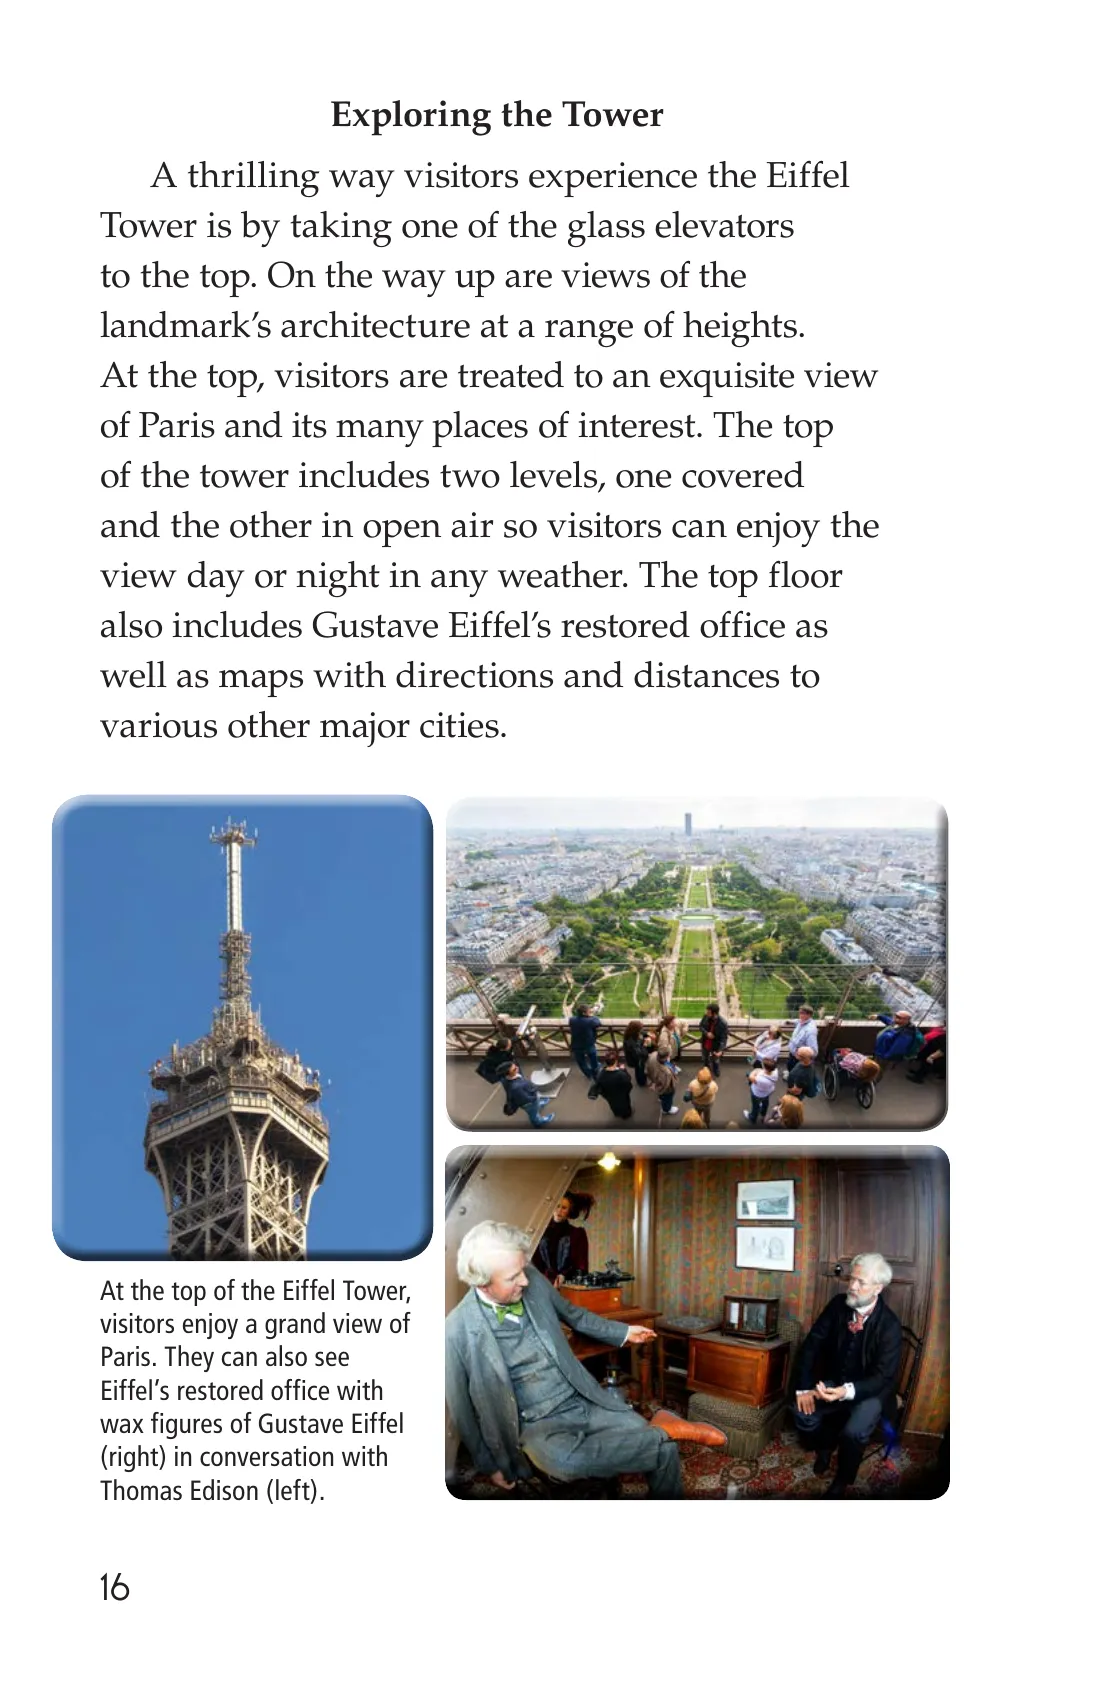 Exploring the Tower
A thrilling way visitors experience the Eiffel
Tower is by taking one of the glass elevators
to the top. On the way up are views of the
landmark’s architecture at a range of heights.
At the top, visitors are treated to an exquisite view
of Paris and its many places of interest. The top
of the tower includes two levels, one covered
and the other in open air so visitors can enjoy the
view day or night in any weather. The top floor
also includes Gustave Eiffel’s restored office as
well as maps with directions and distances to
various other major cities.
At the top of the Eiffel Tower,
visitors enjoy a grand view of
Paris. They can also see
Eiffel’s restored office with
wax figures of Gustave Eiffel
(right) in conversation with
Thomas Edison (left).
16